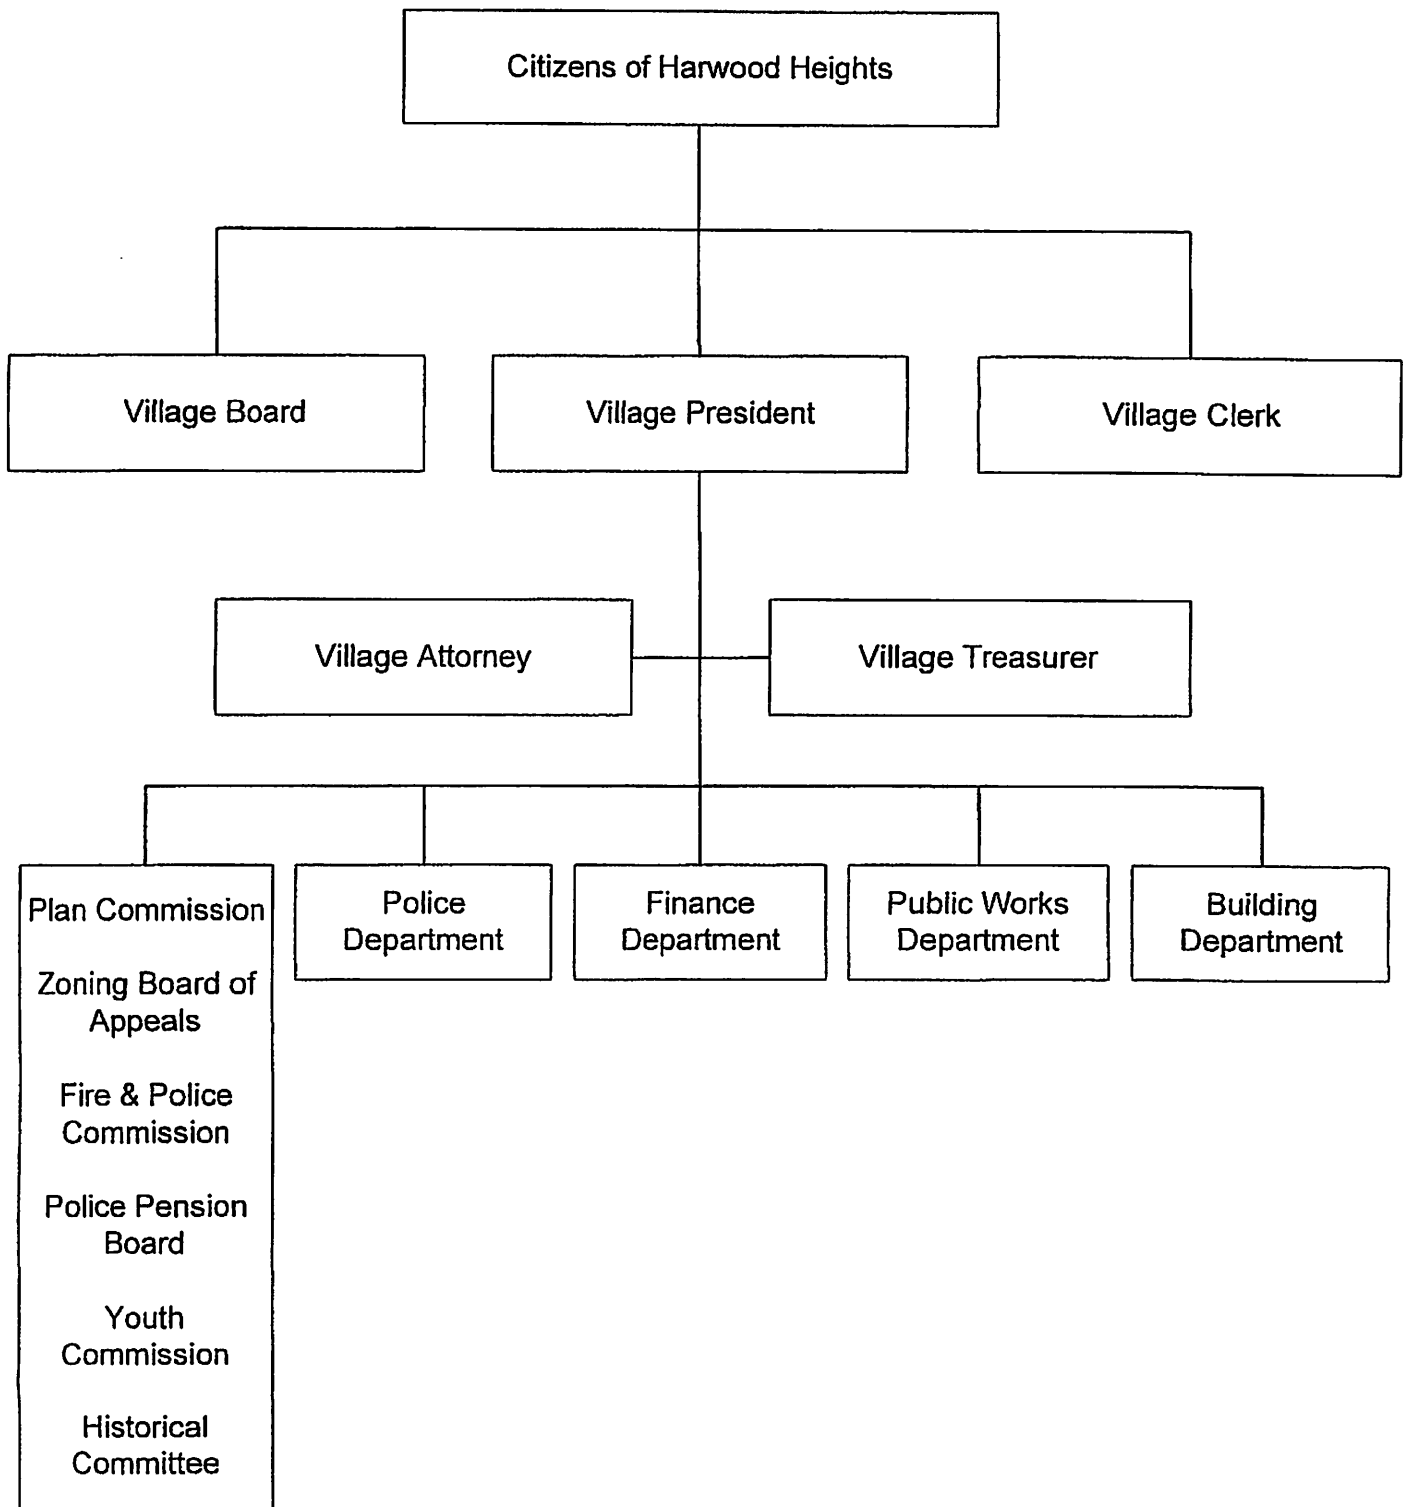 Citizens of Harwood Heights
Village Board
Village President
Village Clerk
Village Attorney
Village Treasurer
Plan Commission
Zoning Board of
Appeals
Fire & Police
Commission
Police Pension
Board
Youth
Commission
Historical
Committee
Police
Department
Finance
Department
Public Works
Department
Building
Department